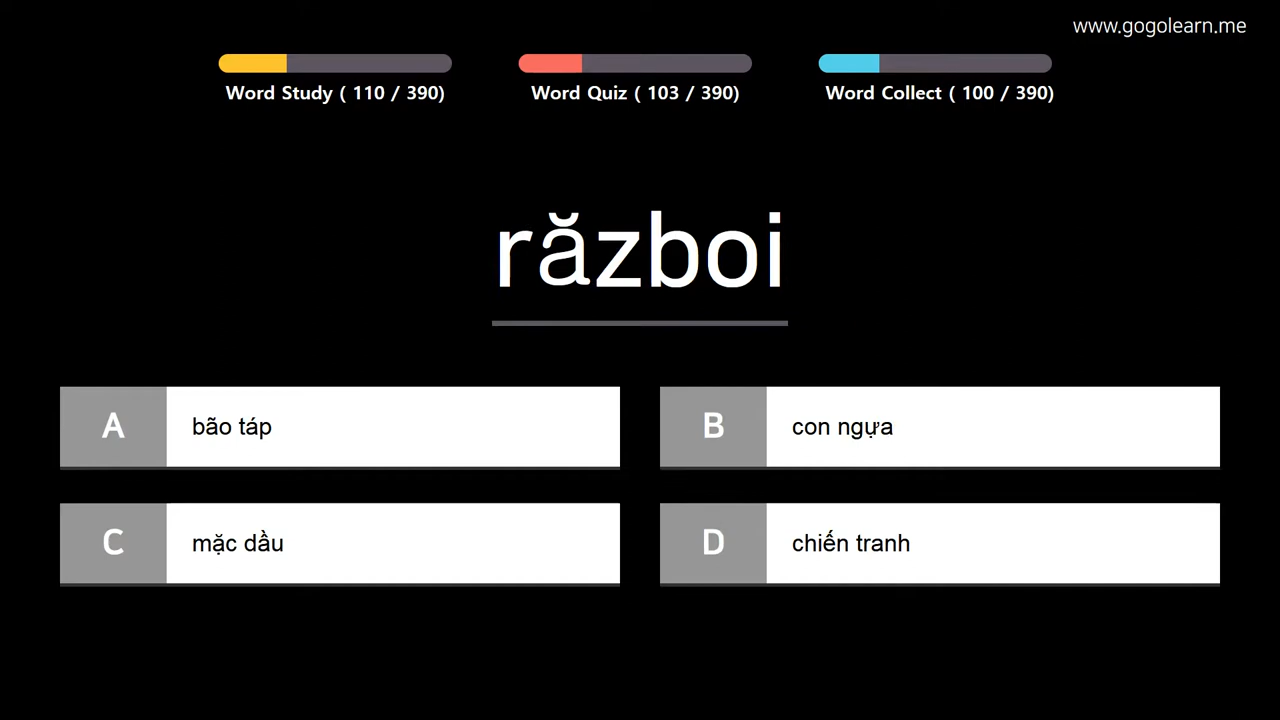 www.gogolearn.me
Word Study ( 110 / 390)
Word Quiz ( 103 / 390)
Word Collect ( 100 / 390)
război
A bão táp
B con ngựa
C mặc dầu
D chiến tranh